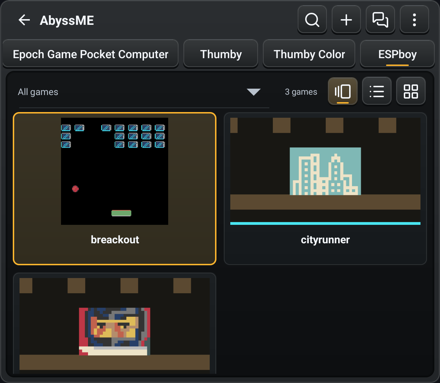 AbyssME
Epoch Game Pocket Computer
Thumby
Thumby Color
ESPboy
All games
3 games
breackout
cityrunner